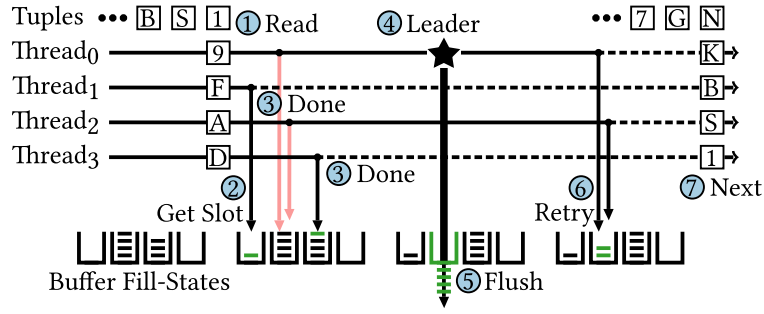 Tuples ••• B S 1 1 Read 4 Leader ••• 7 G N
Thread0 9 K
Thread1 F B
3 Done
Thread2 A S
Thread3 D 1
3 Done
2 6 7 Next
Get Slot Retry
Buffer Fill-States 5 Flush